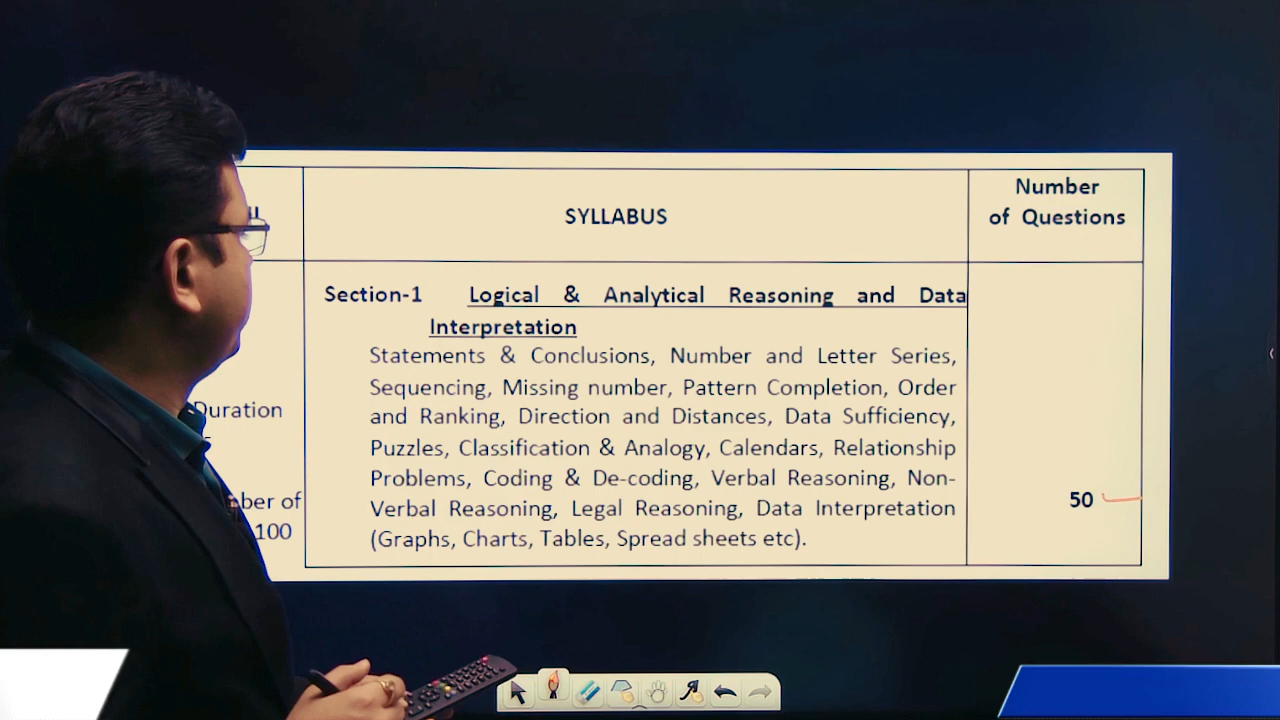 SYLLABUS
Number
of Questions
Section-1 Logical & Analytical Reasoning and Data
Interpretation
Statements & Conclusions, Number and Letter Series,
Sequencing, Missing number, Pattern Completion, Order
and Ranking, Direction and Distances, Data Sufficiency,
Puzzles, Classification & Analogy, Calendars, Relationship
Problems, Coding & De-coding, Verbal Reasoning, Non-
Verbal Reasoning, Legal Reasoning, Data Interpretation
(Graphs, Charts, Tables, Spread sheets etc).
Duration
of
100
50